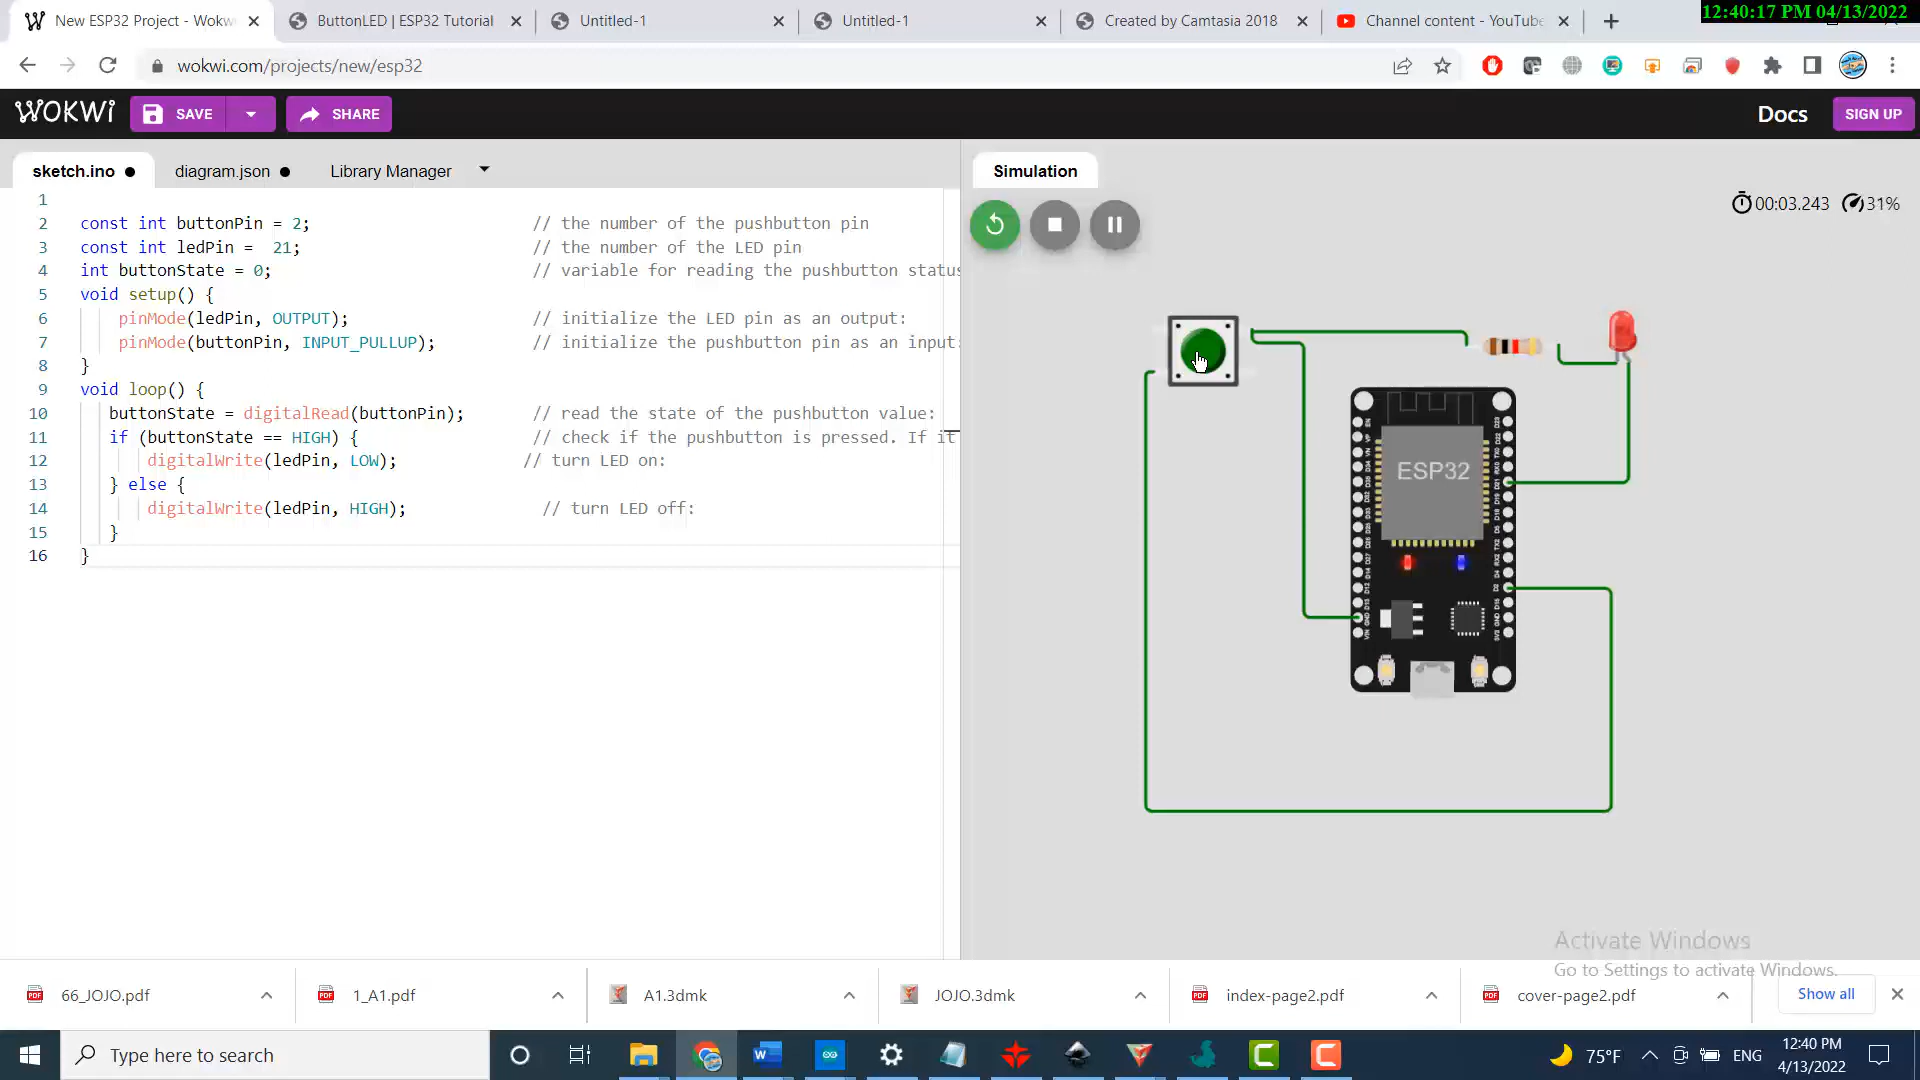 New ESP32 Project - Wokw
ButtonLED | ESP32 Tutorial
Untitled-1
Untitled-1
Created by Camtasia 2018
Channel content - YouTube
12:40:17 PM 04/13/2022
wokwi.com/projects/new/esp32
WOKWI
SAVE
SHARE
Docs
SIGN UP
sketch.ino
diagram.json
Library Manager
Simulation
00:03.243
31%
1
2 const int buttonPin = 2; // the number of the pushbutton pin
3 const int ledPin = 21; // the number of the LED pin
4 int buttonState = 0; // variable for reading the pushbutton status
5 void setup() {
6 pinMode(ledPin, OUTPUT); // initialize the LED pin as an output:
7 pinMode(buttonPin, INPUT_PULLUP); // initialize the pushbutton pin as an input:
8 }
9 void loop() {
10 buttonState = digitalRead(buttonPin); // read the state of the pushbutton value:
11 if (buttonState == HIGH) { // check if the pushbutton is pressed. If it
12 digitalWrite(ledPin, LOW); // turn LED on:
13 } else {
14 digitalWrite(ledPin, HIGH); // turn LED off:
15 }
16 }
ESP32
Activate Windows
Go to Settings to activate Windows.
66_JOJO.pdf
1_A1.pdf
A1.3dmk
JOJO.3dmk
index-page2.pdf
cover-page2.pdf
Show all
Type here to search
75°F
ENG
12:40 PM
4/13/2022